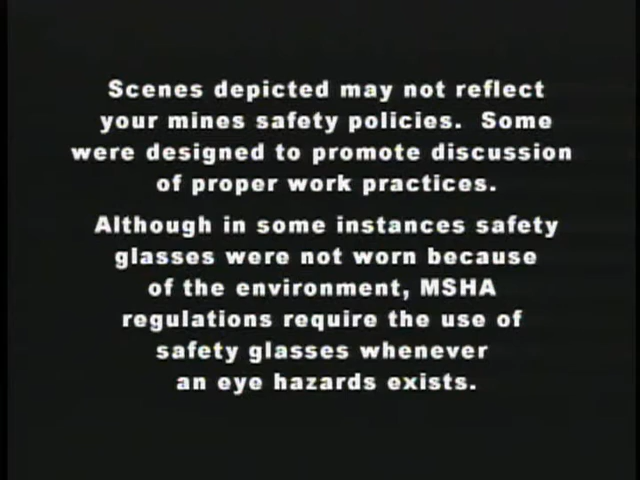 Scenes depicted may not reflect
your mines safety policies.  Some
were designed to promote discussion
of proper work practices.
Although in some instances safety
glasses were not worn because
of the environment, MSHA
regulations require the use of
safety glasses whenever
an eye hazards exists.